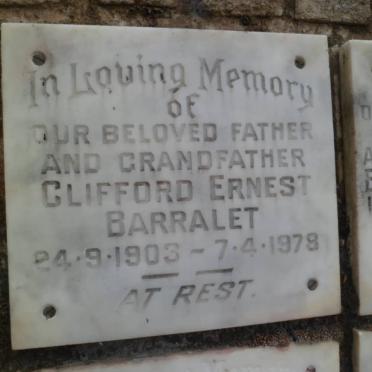 In Loving Memory
of
OUR BELOVED FATHER
AND GRANDFATHER
CLIFFORD ERNEST
BARRALET
24·9·1903 – 7·4·1978
AT REST.